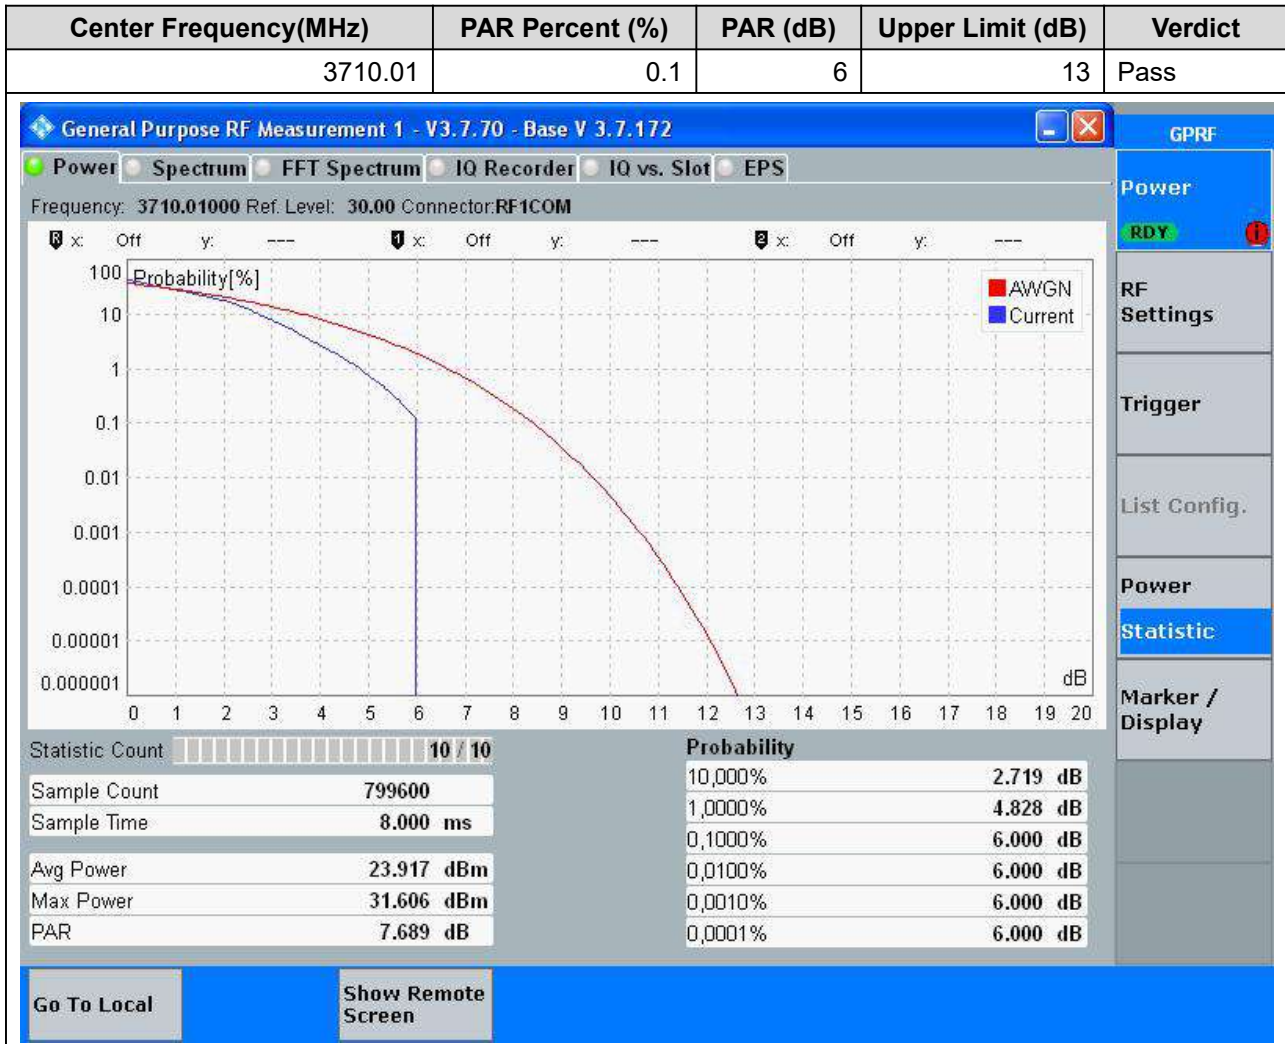 Center Frequency(MHz) PAR Percent (%) PAR (dB) Upper Limit (dB) Verdict
3710.01 0.1 6 13 Pass
General Purpose RF Measurement 1 - V3.7.70 - Base V 3.7.172
GPRF
Power Spectrum FFT Spectrum IQ Recorder IQ vs. Slot EPS
Power
RDY
Frequency: 3710.01000 Ref. Level: 30.00 Connector:RF1COM
R x: Off y: --- 1 x: Off y: --- 2 x: Off y: ---
Probability[%]
AWGN
Current
100
10
1
0.1
0.01
0.001
0.0001
0.00001
0.000001
dB
0 1 2 3 4 5 6 7 8 9 10 11 12 13 14 15 16 17 18 19 20
RF
Settings
Trigger
List Config.
Power
Statistic
Marker /
Display
Statistic Count 10 / 10
Sample Count 799600
Sample Time 8.000 ms
Avg Power 23.917 dBm
Max Power 31.606 dBm
PAR 7.689 dB
Probability
10,000% 2.719 dB
1,0000% 4.828 dB
0,1000% 6.000 dB
0,0100% 6.000 dB
0,0010% 6.000 dB
0,0001% 6.000 dB
Go To Local
Show Remote
Screen